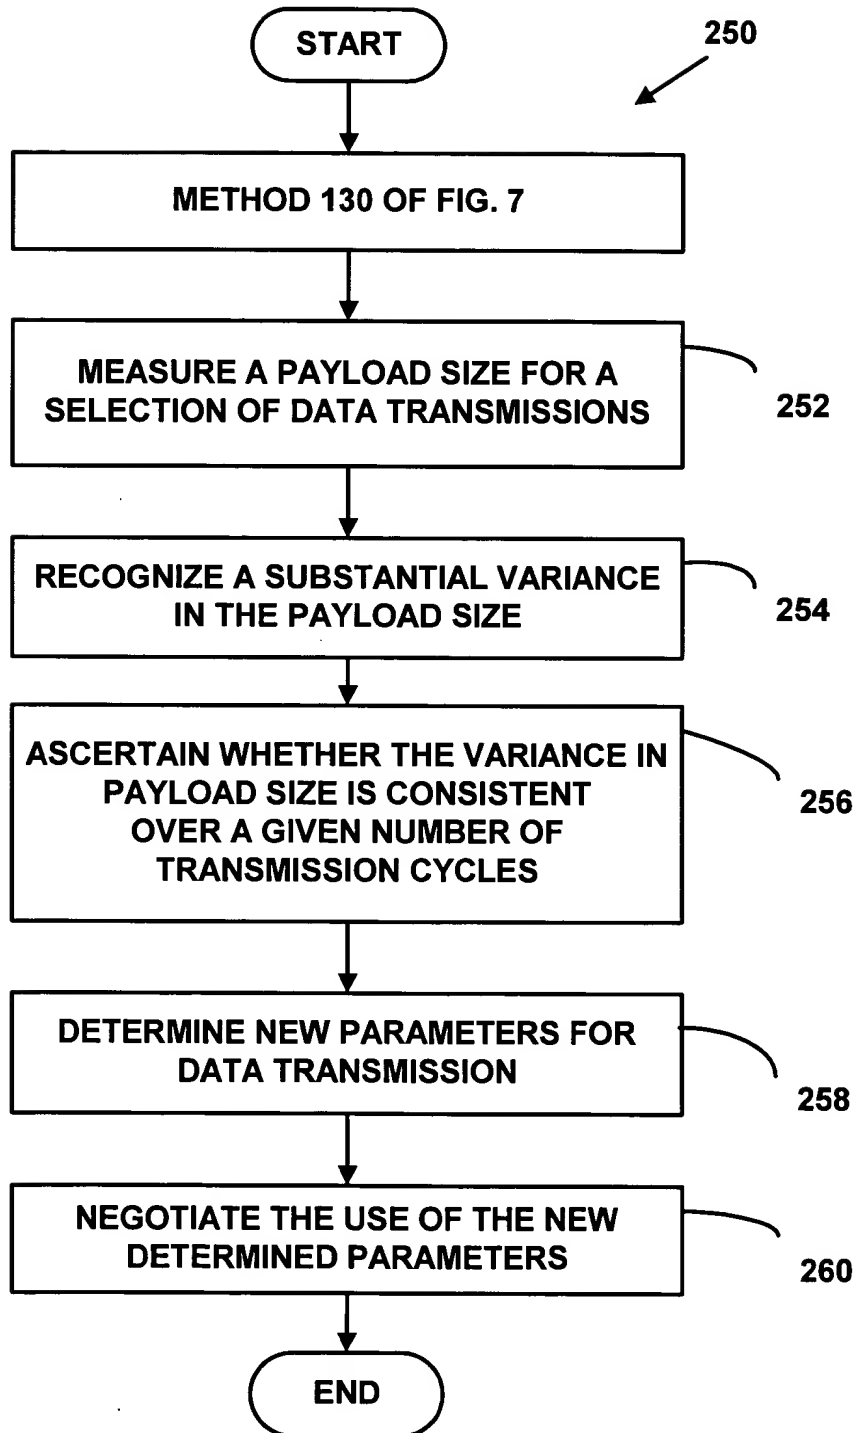 START
250
METHOD 130 OF FIG. 7
MEASURE A PAYLOAD SIZE FOR A
SELECTION OF DATA TRANSMISSIONS
252
RECOGNIZE A SUBSTANTIAL VARIANCE
IN THE PAYLOAD SIZE
254
ASCERTAIN WHETHER THE VARIANCE IN
PAYLOAD SIZE IS CONSISTENT
OVER A GIVEN NUMBER OF
TRANSMISSION CYCLES
256
DETERMINE NEW PARAMETERS FOR
DATA TRANSMISSION
258
NEGOTIATE THE USE OF THE NEW
DETERMINED PARAMETERS
260
END